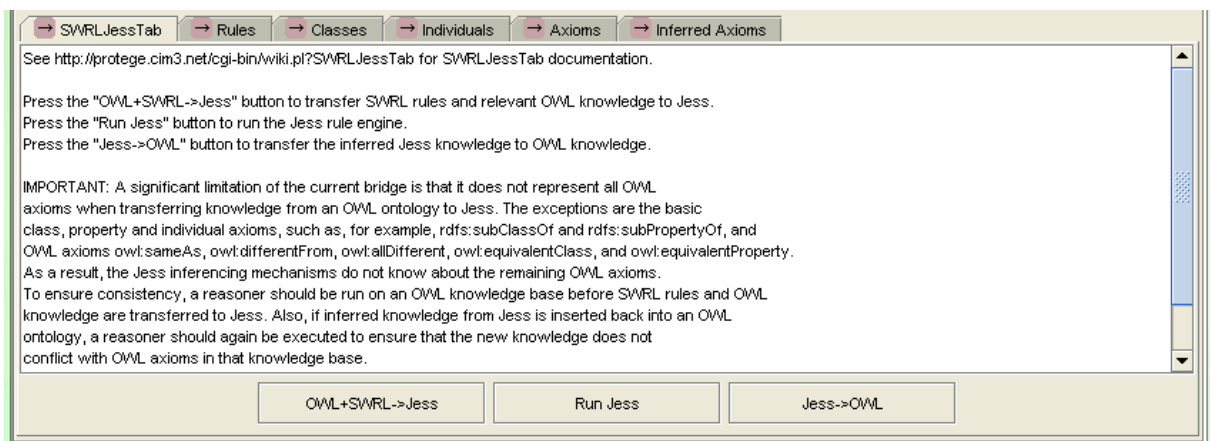 → SWRLJessTab → Rules → Classes → Individuals → Axioms → Inferred Axioms
See http://protege.cim3.net/cgi-bin/wiki.pl?SWRLJessTab for SWRLJessTab documentation.
Press the "OWL+SWRL->Jess" button to transfer SWRL rules and relevant OWL knowledge to Jess.
Press the "Run Jess" button to run the Jess rule engine.
Press the "Jess->OWL" button to transfer the inferred Jess knowledge to OWL knowledge.
IMPORTANT: A significant limitation of the current bridge is that it does not represent all OWL
axioms when transferring knowledge from an OWL ontology to Jess. The exceptions are the basic
class, property and individual axioms, such as, for example, rdfs:subClassOf and rdfs:subPropertyOf, and
OWL axioms owl:sameAs, owl:differentFrom, owl:allDifferent, owl:equivalentClass, and owl:equivalentProperty.
As a result, the Jess inferencing mechanisms do not know about the remaining OWL axioms.
To ensure consistency, a reasoner should be run on an OWL knowledge base before SWRL rules and OWL
knowledge are transferred to Jess. Also, if inferred knowledge from Jess is inserted back into an OWL
ontology, a reasoner should again be executed to ensure that the new knowledge does not
conflict with OWL axioms in that knowledge base.
OWL+SWRL->Jess Run Jess Jess->OWL